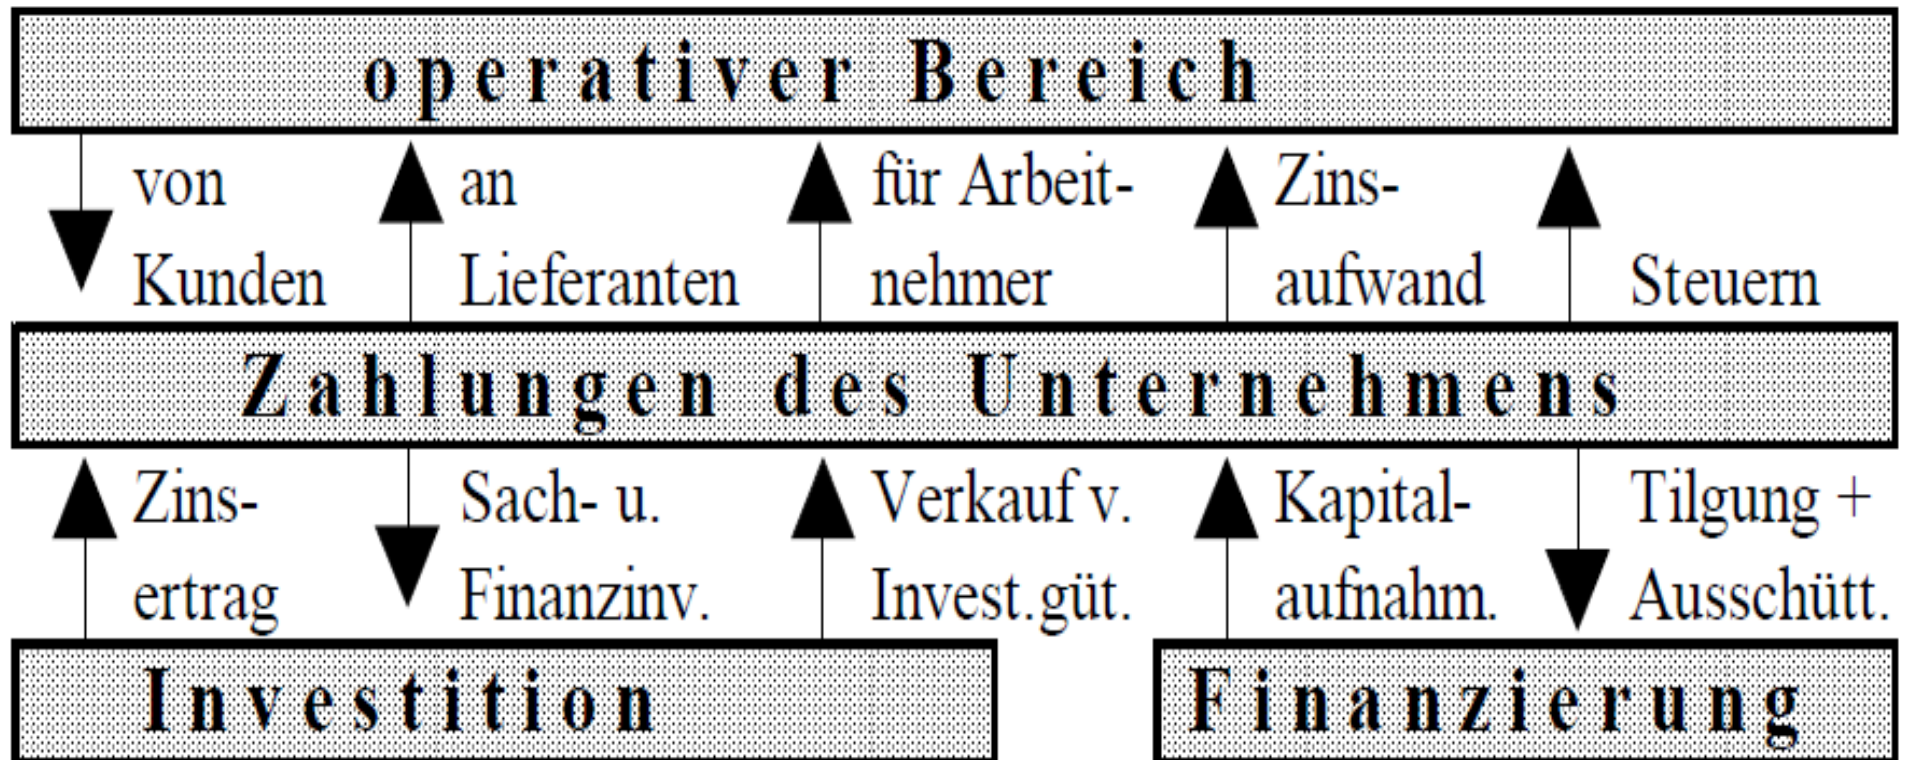 operativer Bereich
von
Kunden
an
Lieferanten
für Arbeit-
nehmer
Zins-
aufwand
Steuern
Zahlungen des Unternehmens
Zins-
ertrag
Sach- u.
Finanzinv.
Verkauf v.
Invest.güt.
Kapital-
aufnahm.
Tilgung +
Ausschütt.
Investition
Finanzierung